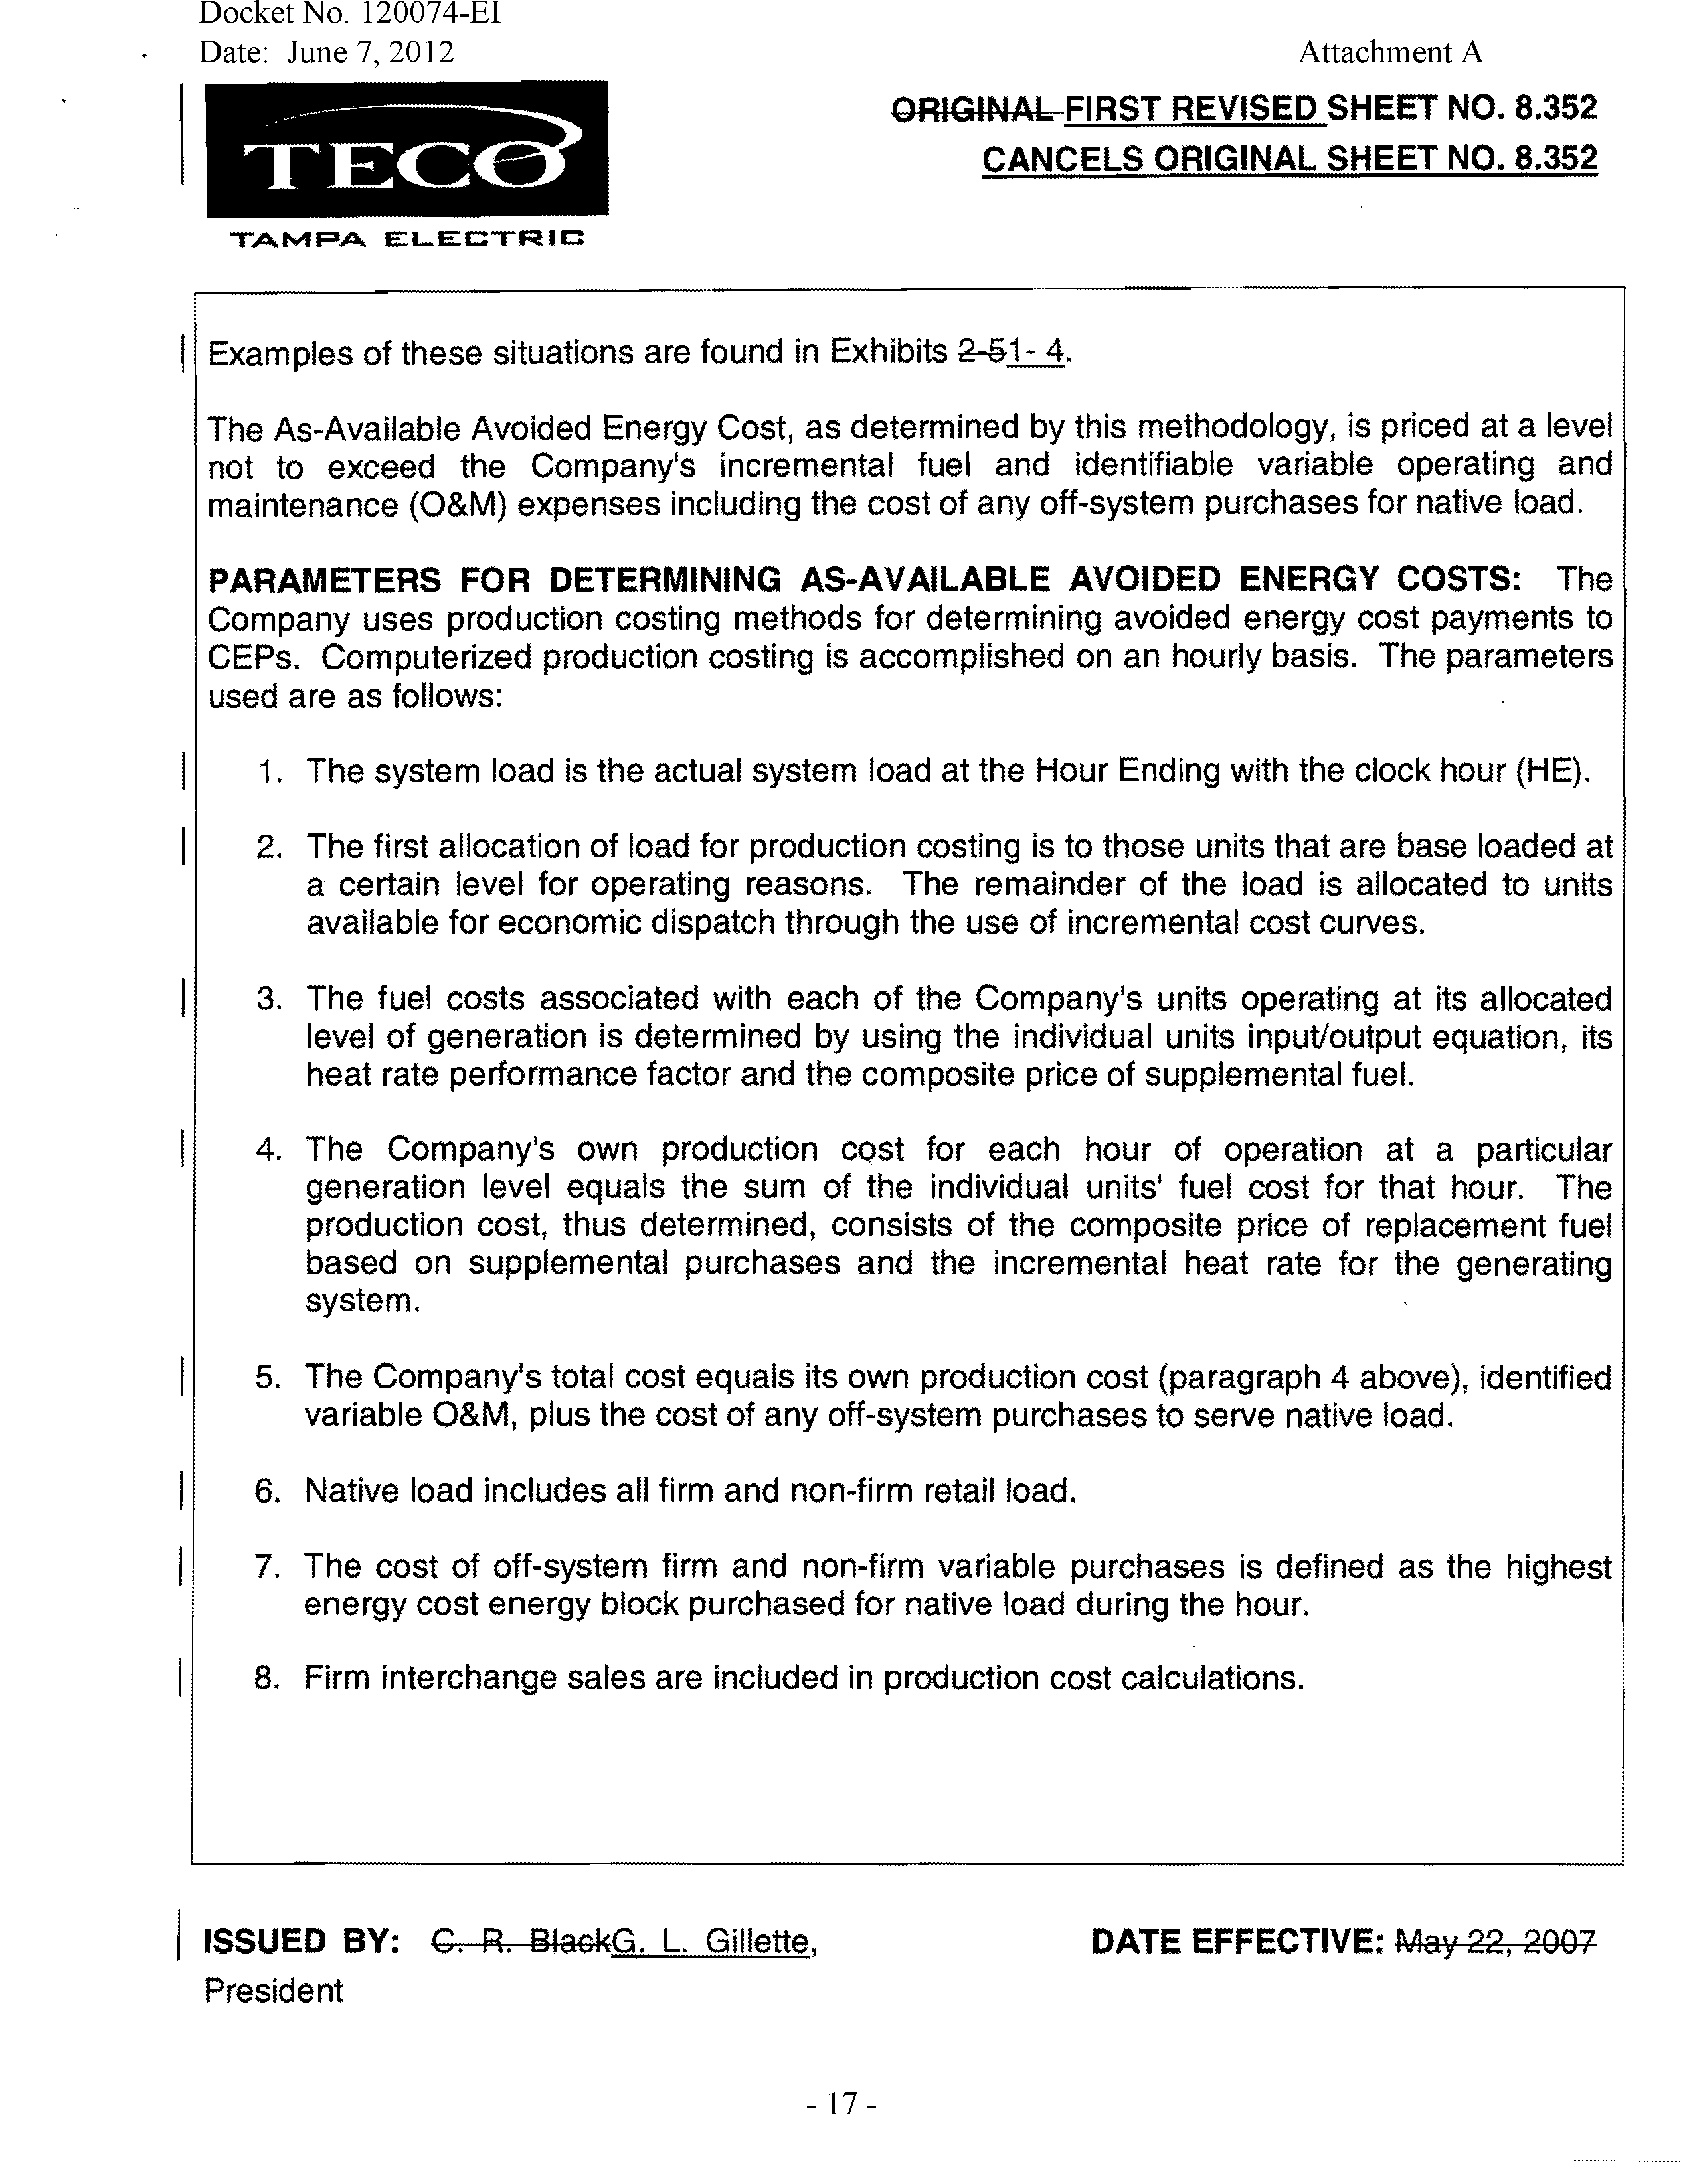 Docket No. 120074-EI
Date: June 7, 2012
Attachment A
TECO
TAMPA ELECTRIC
ORIGINAL FIRST REVISED SHEET NO. 8.352
CANCELS ORIGINAL SHEET NO. 8.352
Examples of these situations are found in Exhibits 2-51- 4.
The As-Available Avoided Energy Cost, as determined by this methodology, is priced at a level
not to exceed the Company's incremental fuel and identifiable variable operating and
maintenance (O&M) expenses including the cost of any off-system purchases for native load.
PARAMETERS FOR DETERMINING AS-AVAILABLE AVOIDED ENERGY COSTS: The
Company uses production costing methods for determining avoided energy cost payments to
CEPs. Computerized production costing is accomplished on an hourly basis. The parameters
used are as follows:
1. The system load is the actual system load at the Hour Ending with the clock hour (HE).
2. The first allocation of load for production costing is to those units that are base loaded at
a certain level for operating reasons. The remainder of the load is allocated to units
available for economic dispatch through the use of incremental cost curves.
3. The fuel costs associated with each of the Company's units operating at its allocated
level of generation is determined by using the individual units input/output equation, its
heat rate performance factor and the composite price of supplemental fuel.
4. The Company's own production cost for each hour of operation at a particular
generation level equals the sum of the individual units' fuel cost for that hour. The
production cost, thus determined, consists of the composite price of replacement fuel
based on supplemental purchases and the incremental heat rate for the generating
system.
5. The Company's total cost equals its own production cost (paragraph 4 above), identified
variable O&M, plus the cost of any off-system purchases to serve native load.
6. Native load includes all firm and non-firm retail load.
7. The cost of off-system firm and non-firm variable purchases is defined as the highest
energy cost energy block purchased for native load during the hour.
8. Firm interchange sales are included in production cost calculations.
ISSUED BY: C. R. BlackG. L. Gillette,
President
DATE EFFECTIVE: May 22, 2007
- 17 -